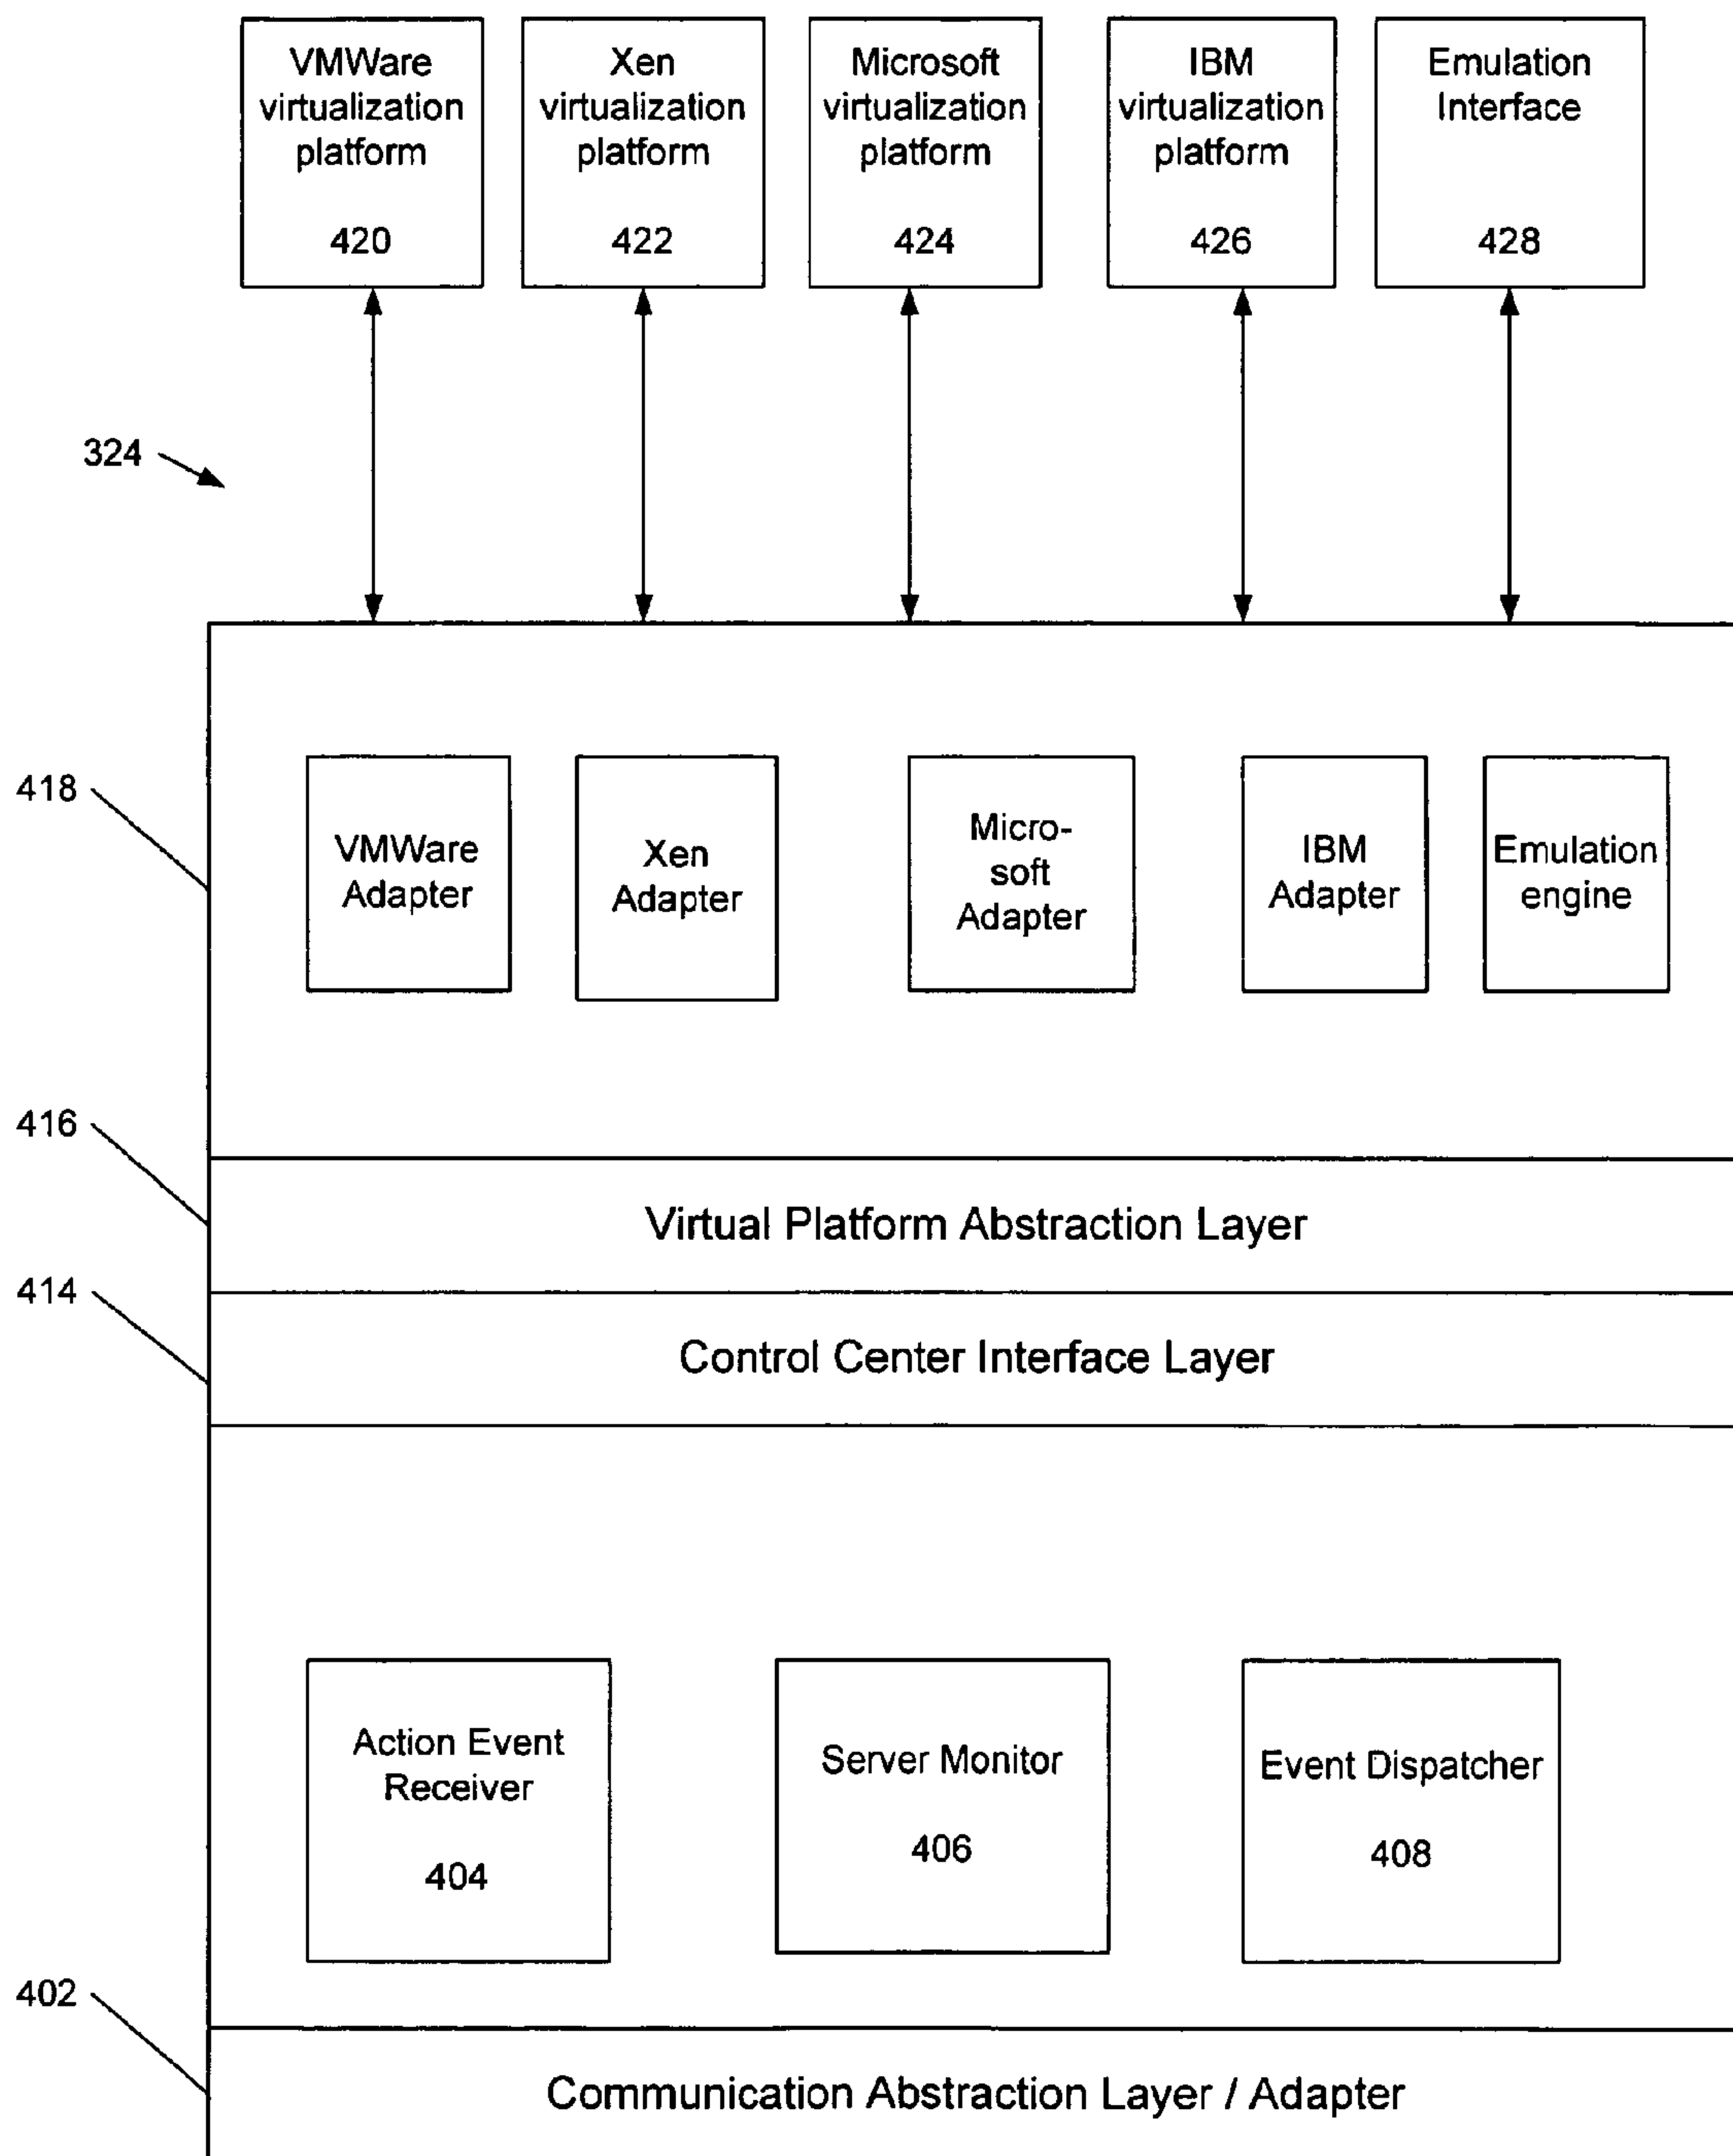 VMWare
virtualization
platform
420
Xen
virtualization
platform
422
Microsoft
virtualization
platform
424
IBM
virtualization
platform
426
Emulation
Interface
428
324
418
VMWare
Adapter
Xen
Adapter
Micro-
soft
Adapter
IBM
Adapter
Emulation
engine
416
Virtual Platform Abstraction Layer
414
Control Center Interface Layer
Action Event
Receiver
404
Server Monitor
406
Event Dispatcher
408
402
Communication Abstraction Layer / Adapter